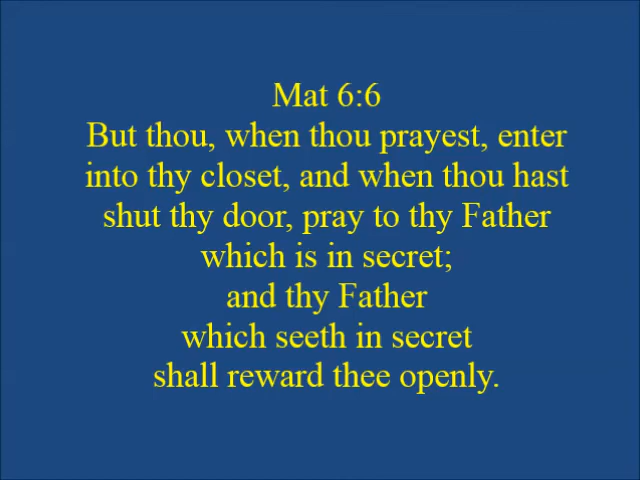 Mat 6:6
But thou, when thou prayest, enter
into thy closet, and when thou hast
shut thy door, pray to thy Father
which is in secret;
and thy Father
which seeth in secret
shall reward thee openly.